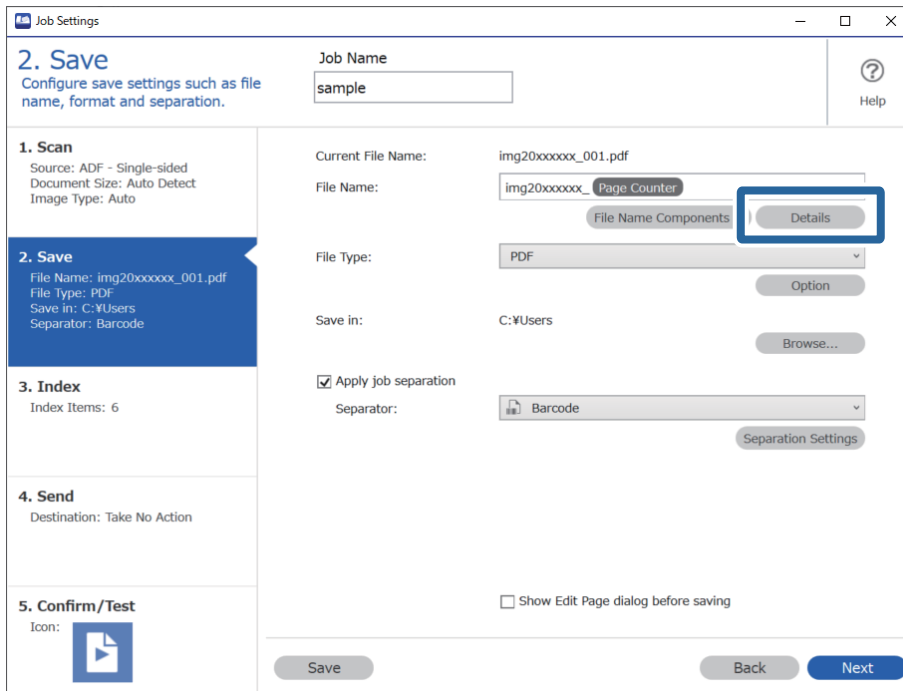 Job Settings
2. Save
Configure save settings such as file
name, format and separation.
Job Name
sample
Help
1. Scan
Source: ADF - Single-sided
Document Size: Auto Detect
Image Type: Auto
2. Save
File Name: img20xxxxxx_001.pdf
File Type: PDF
Save in: C:¥Users
Separator: Barcode
3. Index
Index Items: 6
4. Send
Destination: Take No Action
5. Confirm/Test
Icon:
Current File Name: img20xxxxxx_001.pdf
File Name: img20xxxxxx_ Page Counter
File Name Components Details
File Type: PDF
Option
Save in: C:¥Users
Browse...
Apply job separation
Separator: Barcode
Separation Settings
Show Edit Page dialog before saving
Save Back Next